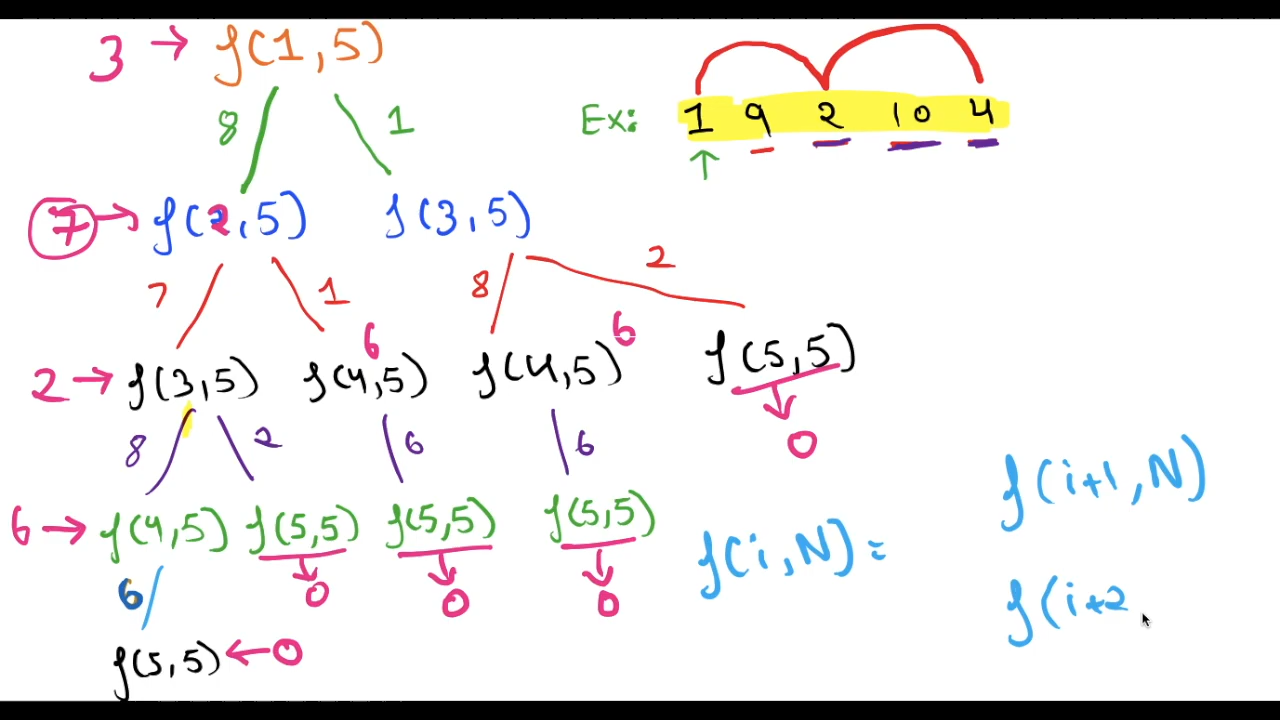 3 → f(1,5)
8 1
Ex: 1 9 2 10 4
7 → f(2,5) f(3,5)
7 1 8 2
6 6
2 → f(3,5) f(4,5) f(4,5) f(5,5)
8 2 6 6 0
f(i+1,N)
6 → f(4,5) f(5,5) f(5,5) f(5,5)
f(i,N)=
6 0 0 0
f(i+2
f(5,5) ← 0